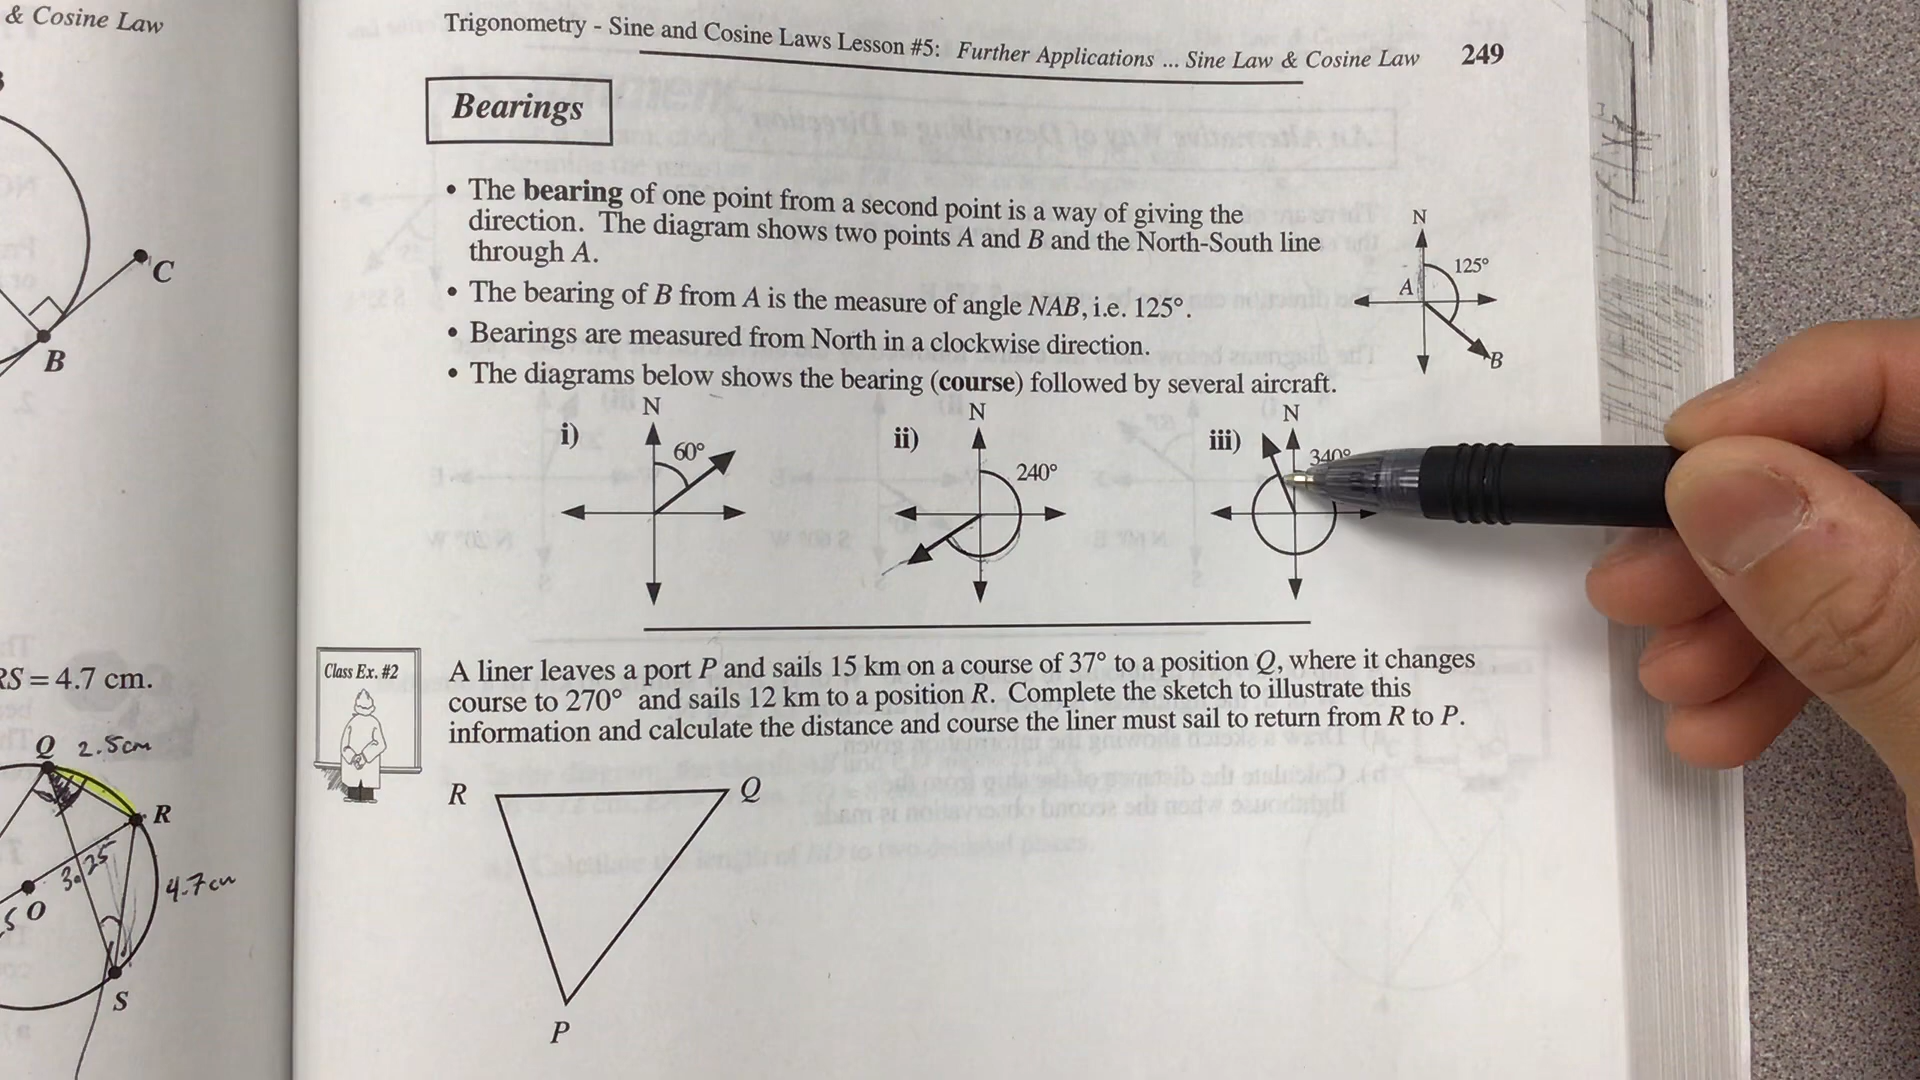 & Cosine Law
C
B
RS = 4.7 cm.
Q 2.5cm
R
3.25
4.7cm
O
S
Trigonometry - Sine and Cosine Laws Lesson #5: Further Applications ... Sine Law & Cosine Law 249
Bearings
• The bearing of one point from a second point is a way of giving the
direction. The diagram shows two points A and B and the North-South line
through A.
• The bearing of B from A is the measure of angle NAB, i.e. 125°.
• Bearings are measured from North in a clockwise direction.
• The diagrams below shows the bearing (course) followed by several aircraft.
N
125°
A
B
i)
N
60°
ii)
N
240°
iii)
N
340°
Class Ex. #2
A liner leaves a port P and sails 15 km on a course of 37° to a position Q, where it changes
course to 270° and sails 12 km to a position R. Complete the sketch to illustrate this
information and calculate the distance and course the liner must sail to return from R to P.
R
Q
P